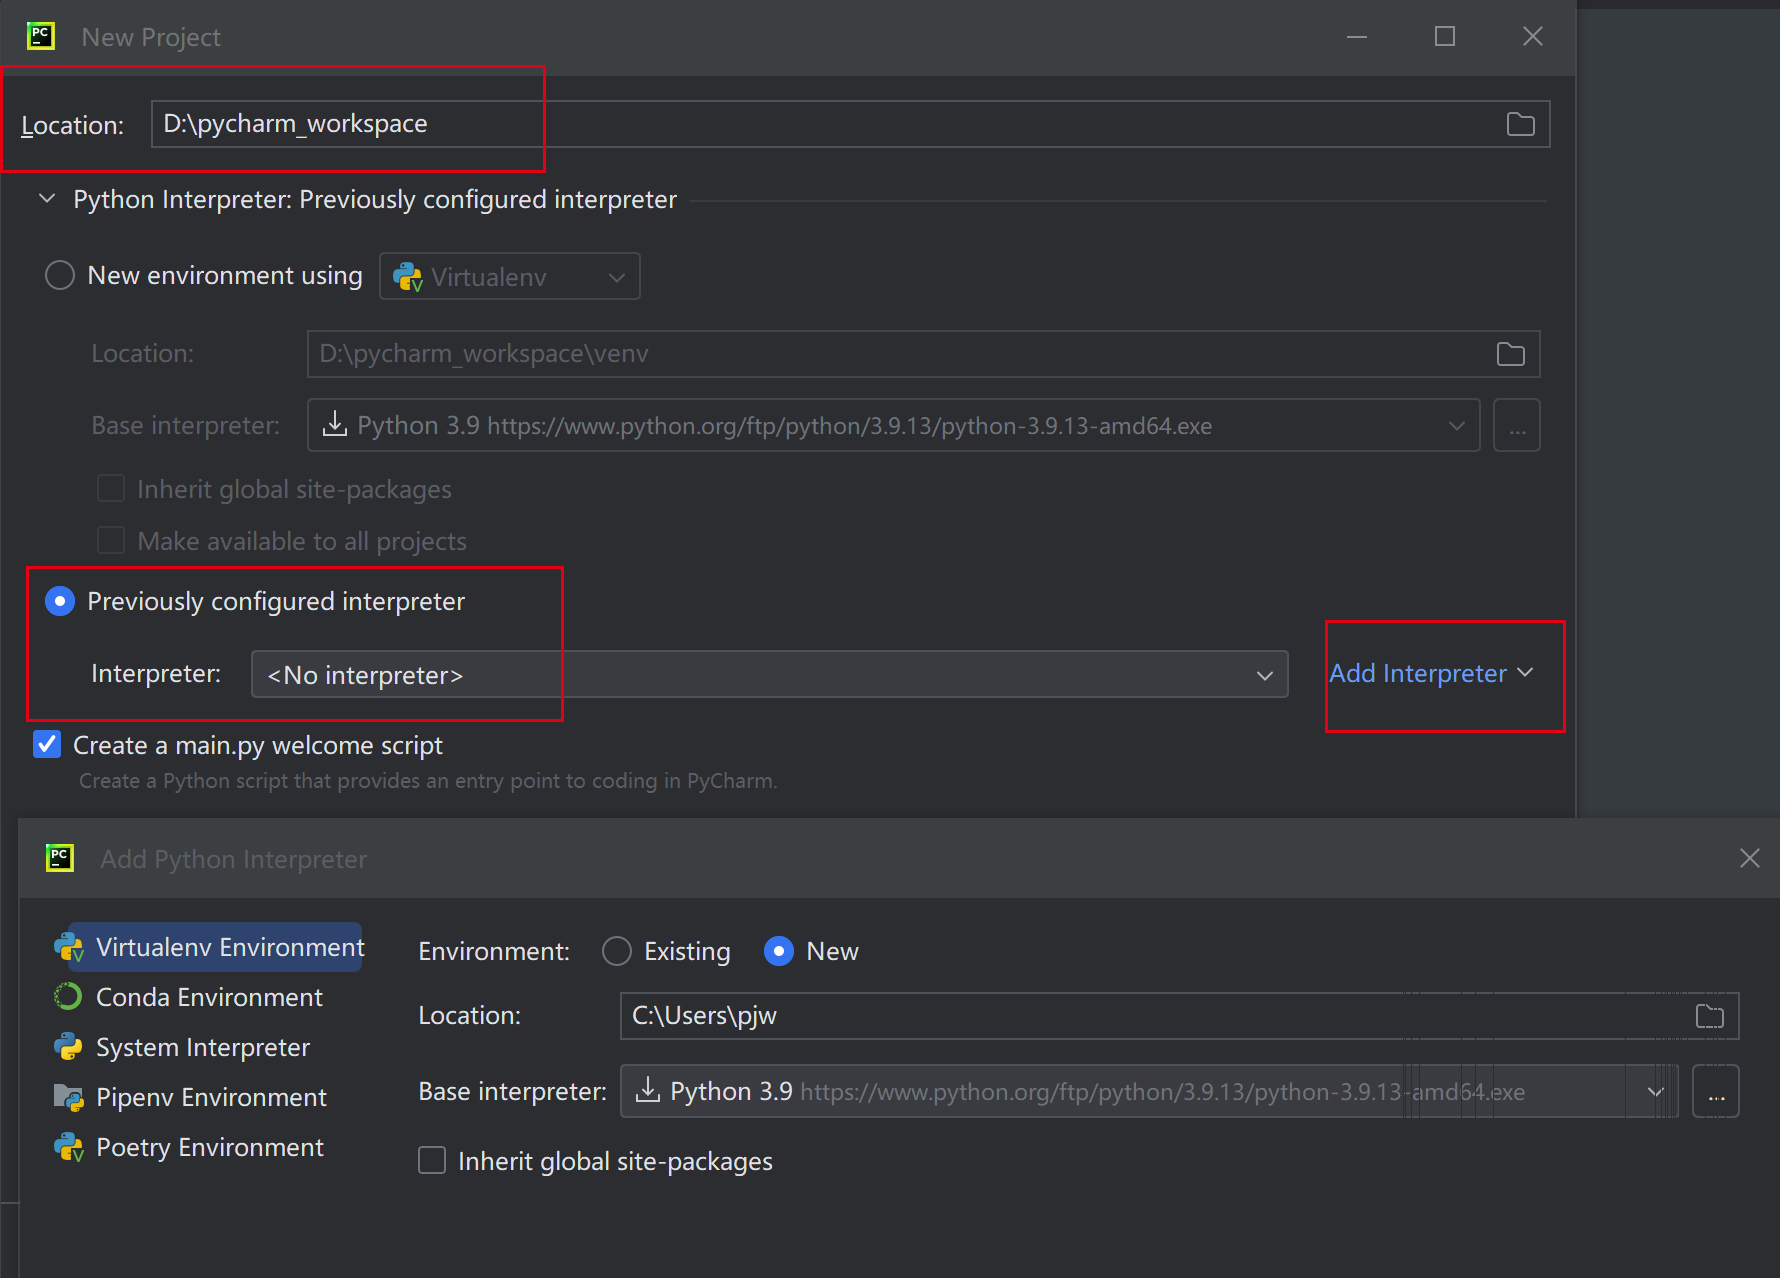 PC New Project
Location: D:\pycharm_workspace
Python Interpreter: Previously configured interpreter
New environment using V Virtualenv
Location: D:\pycharm_workspace\venv
Base interpreter: Python 3.9 https://www.python.org/ftp/python/3.9.13/python-3.9.13-amd64.exe ...
Inherit global site-packages
Make available to all projects
Previously configured interpreter
Interpreter: <No interpreter> Add Interpreter
Create a main.py welcome script
Create a Python script that provides an entry point to coding in PyCharm.
PC Add Python Interpreter
Virtualenv Environment
Environment: Existing New
Conda Environment
Location: C:\Users\pjw
System Interpreter
Base interpreter: Python 3.9 https://www.python.org/ftp/python/3.9.13/python-3.9.13-amd64.exe ...
Pipenv Environment
Poetry Environment
Inherit global site-packages